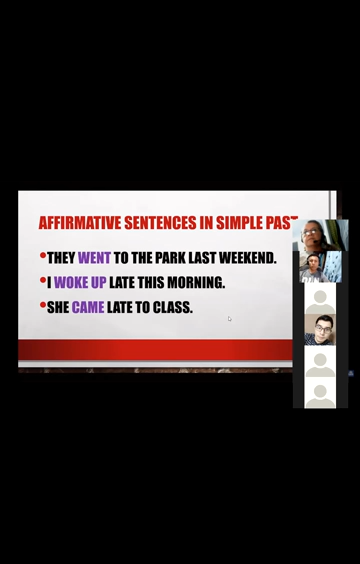 AFFIRMATIVE SENTENCES IN SIMPLE PAST
•THEY WENT TO THE PARK LAST WEEKEND.
•I WOKE UP LATE THIS MORNING.
•SHE CAME LATE TO CLASS.